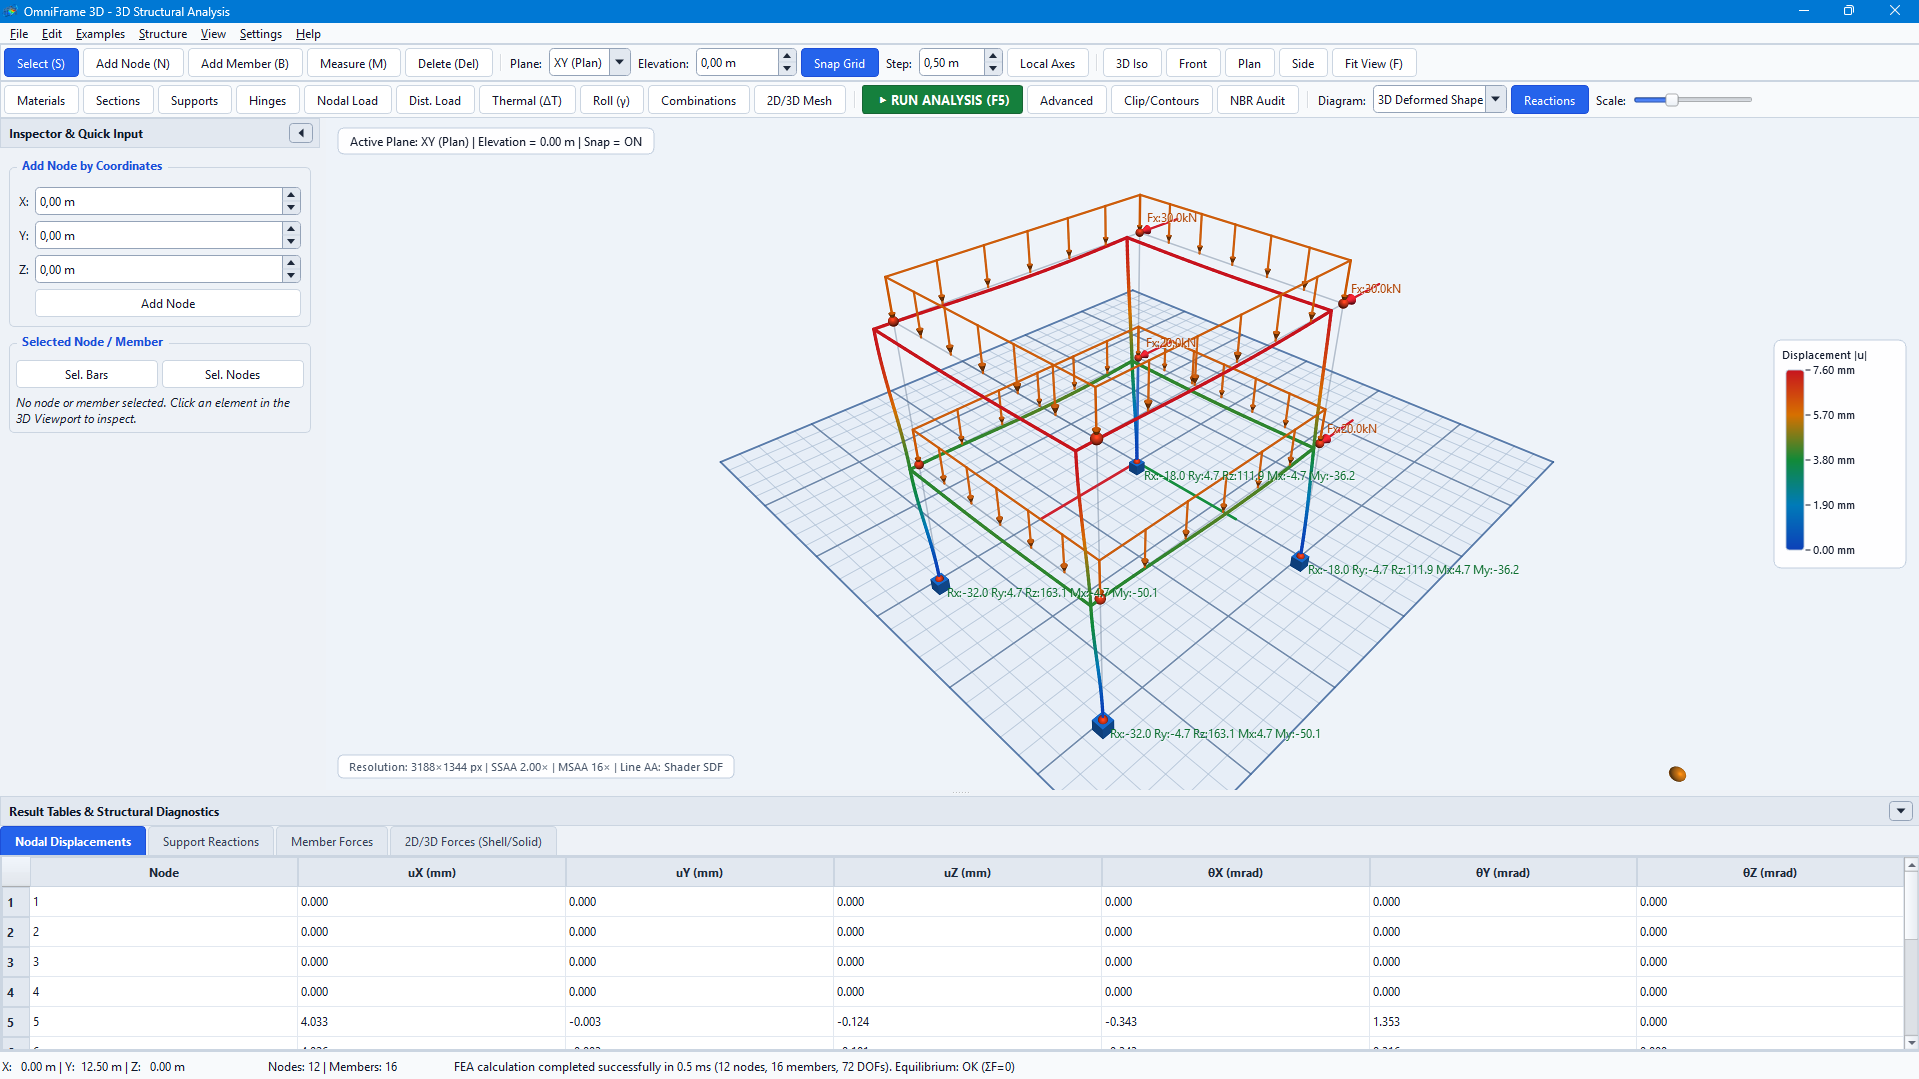 OmniFrame 3D - 3D Structural Analysis
File Edit Examples Structure View Settings Help
Select (S) Add Node (N) Add Member (B) Measure (M) Delete (Del) Plane: XY (Plan) Elevation: 0,00 m Snap Grid Step: 0,50 m Local Axes 3D Iso Front Plan Side Fit View (F)
Materials Sections Supports Hinges Nodal Load Dist. Load Thermal (ΔT) Roll (γ) Combinations 2D/3D Mesh RUN ANALYSIS (F5) Advanced Clip/Contours NBR Audit Diagram: 3D Deformed Shape Reactions Scale:
Inspector & Quick Input
Add Node by Coordinates
X: 0,00 m
Y: 0,00 m
Z: 0,00 m
Add Node
Selected Node / Member
Sel. Bars Sel. Nodes
No node or member selected. Click an element in the
3D Viewport to inspect.
Active Plane: XY (Plan) | Elevation = 0.00 m | Snap = ON
Fx:30.0kN
Fx:30.0kN
Fx:20.0kN
Fx:20.0kN
Rx:-18.0 Ry:4.7 Rz:111.9 Mx:-4.7 My:-36.2
Rx:-18.0 Ry:-4.7 Rz:111.9 Mx:4.7 My:-36.2
Rx:-32.0 Ry:4.7 Rz:163.1 Mx:-4.7 My:-50.1
Rx:-32.0 Ry:-4.7 Rz:163.1 Mx:4.7 My:-50.1
Displacement |u|
7.60 mm
5.70 mm
3.80 mm
1.90 mm
0.00 mm
Resolution: 3188×1344 px | SSAA 2.00× | MSAA 16× | Line AA: Shader SDF
Result Tables & Structural Diagnostics
Nodal Displacements Support Reactions Member Forces 2D/3D Forces (Shell/Solid)
Node uX (mm) uY (mm) uZ (mm) θX (mrad) θY (mrad) θZ (mrad)
1 1 0.000 0.000 0.000 0.000 0.000 0.000
2 2 0.000 0.000 0.000 0.000 0.000 0.000
3 3 0.000 0.000 0.000 0.000 0.000 0.000
4 4 0.000 0.000 0.000 0.000 0.000 0.000
5 5 4.033 -0.003 -0.124 -0.343 1.353 0.000
X: 0.00 m | Y: 12.50 m | Z: 0.00 m Nodes: 12 | Members: 16 FEA calculation completed successfully in 0.5 ms (12 nodes, 16 members, 72 DOFs). Equilibrium: OK (ΣF=0)